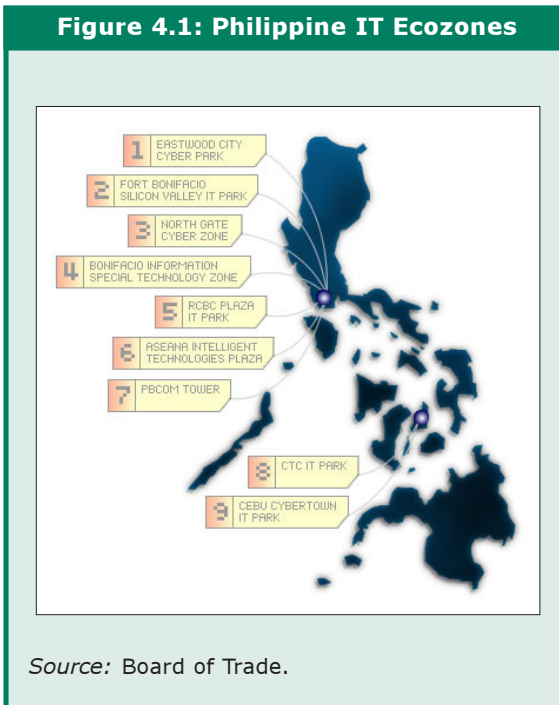 Figure 4.1: Philippine IT Ecozones
1 EASTWOOD CITY
CYBER PARK
2 FORT BONIFACIO
SILICON VALLEY IT PARK
3 NORTH GATE
CYBER ZONE
4 BONIFACIO INFORMATION
SPECIAL TECHNOLOGY ZONE
5 RCBC PLAZA
IT PARK
6 ASEANA INTELLIGENT
TECHNOLOGIES PLAZA
7 PBCOM TOWER
8 CTC IT PARK
9 CEBU CYBERTOWN
IT PARK
Source: Board of Trade.